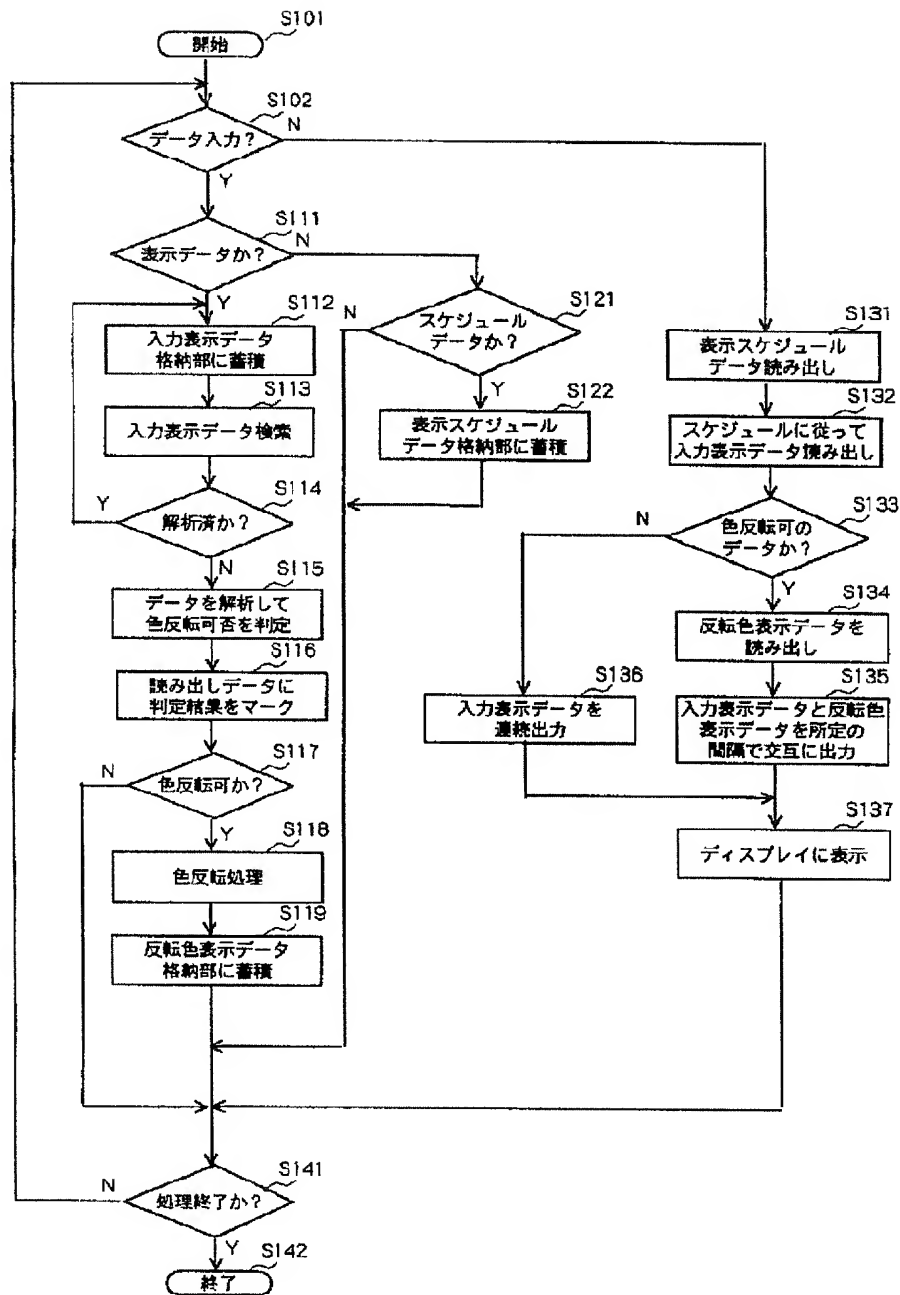 S101
開始
S102
データ入力？
N
Y
S111
表示データか？
N
Y
S112
入力表示データ
格納部に蓄積
S113
入力表示データ検索
S114
解析済か？
Y
N
S115
データを解析して
色反転可否を判定
S116
読み出しデータに
判定結果をマーク
S117
色反転可か？
N
Y
S118
色反転処理
S119
反転色表示データ
格納部に蓄積
S121
スケジュール
データか？
N
Y
S122
表示スケジュール
データ格納部に蓄積
S131
表示スケジュール
データ読み出し
S132
スケジュールに従って
入力表示データ読み出し
S133
色反転可の
データか？
N
Y
S134
反転色表示データを
読み出し
S135
入力表示データと反転色
表示データを所定の
間隔で交互に出力
S136
入力表示データを
連続出力
S137
ディスプレイに表示
S141
処理終了か？
N
Y
S142
終了